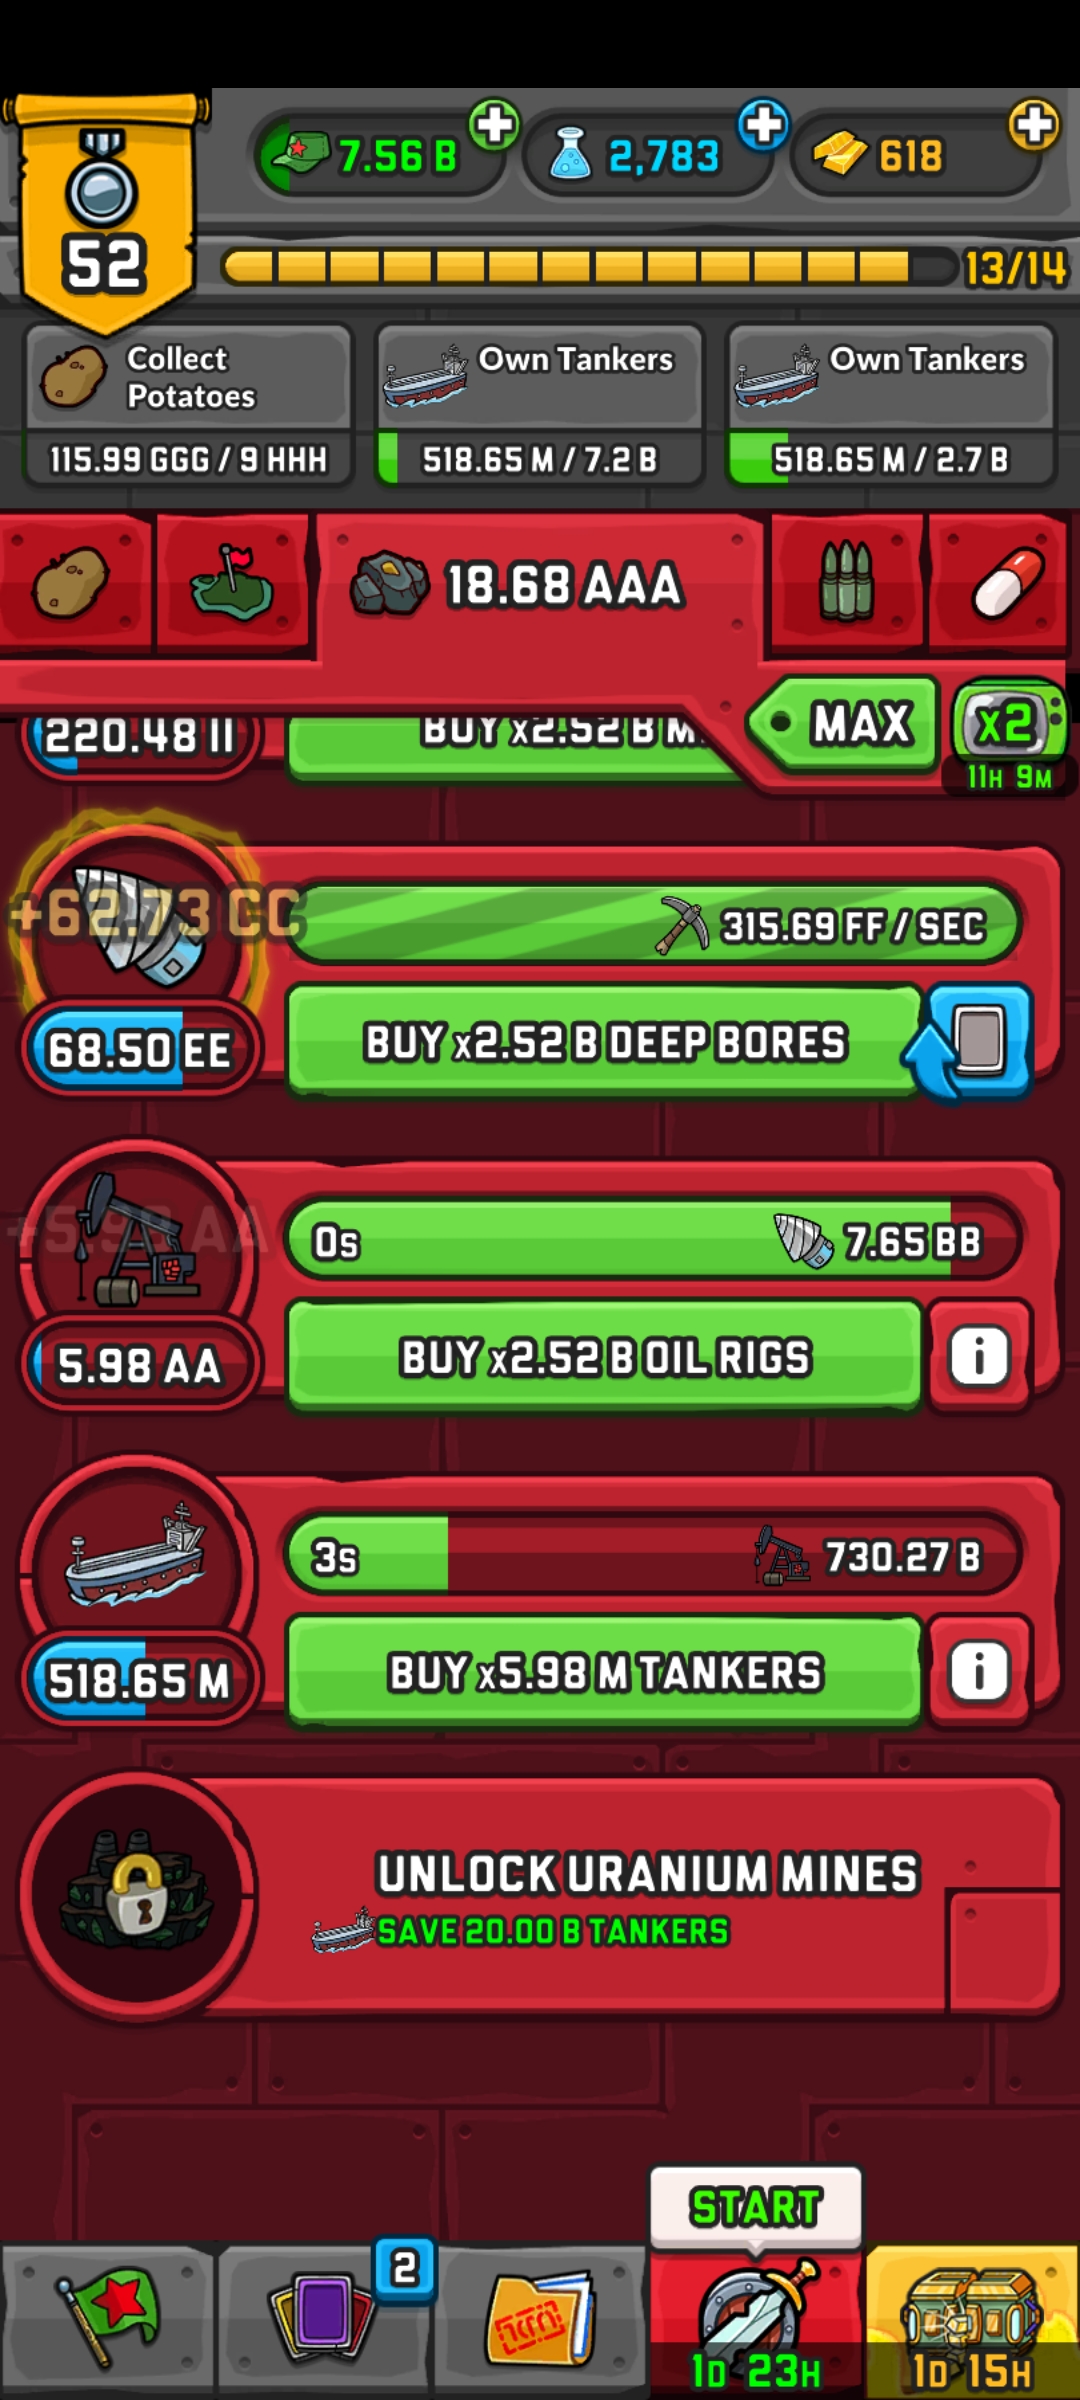 7.56 B
2,783
618
52
13/14
Collect
Potatoes
115.99 GGG / 9 HHH
Own Tankers
518.65 M / 7.2 B
Own Tankers
518.65 M / 2.7 B
18.68 AAA
MAX
x2
11H 9M
220.48 II
BUY x2.52 B M
+62.73 CC
315.69 FF / SEC
68.50 EE
BUY x2.52 B DEEP BORES
+5.98 AA
0s
7.65 BB
5.98 AA
BUY x2.52 B OIL RIGS
i
3s
730.27 B
518.65 M
BUY x5.98 M TANKERS
i
UNLOCK URANIUM MINES
SAVE 20.00 B TANKERS
START
2
1D 23H
1D 15H